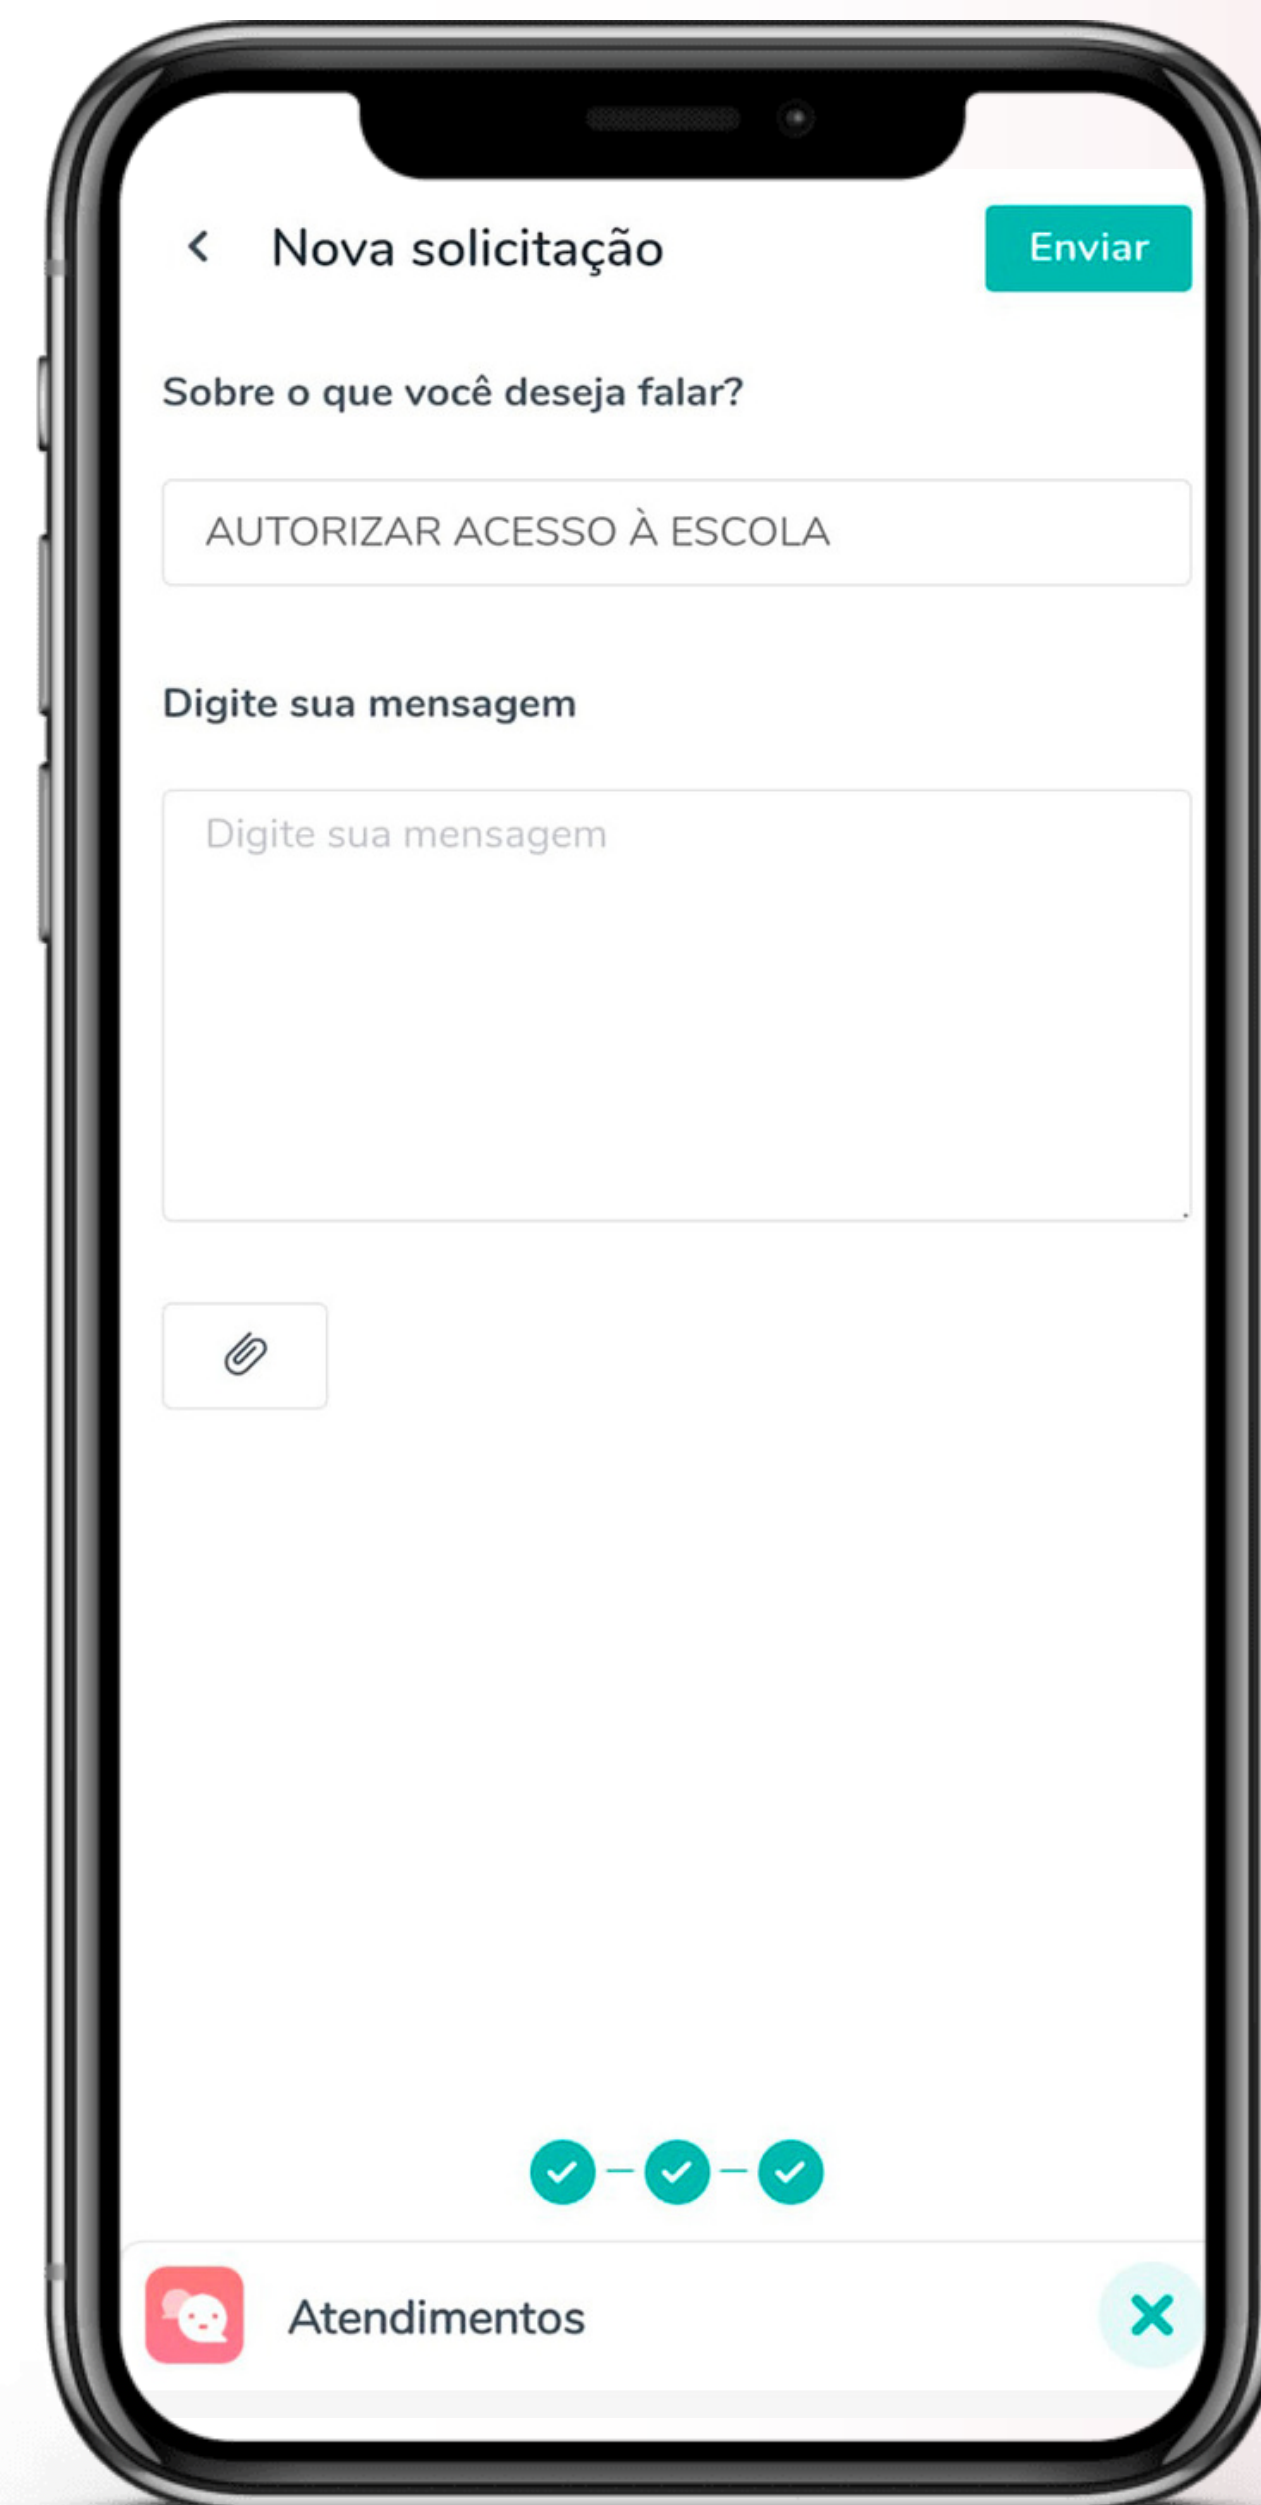 Nova solicitação
Enviar
Sobre o que você deseja falar?
AUTORIZAR ACESSO À ESCOLA
Digite sua mensagem
Digite sua mensagem
Atendimentos